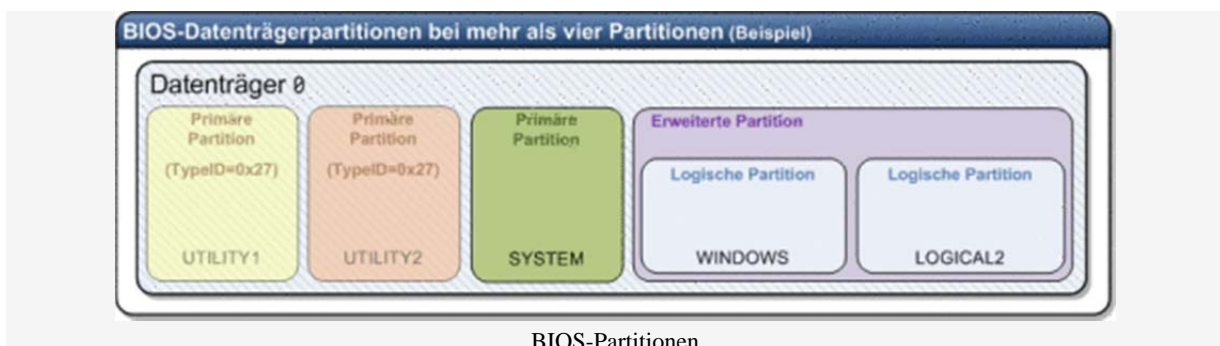 BIOS-Datenträgerpartitionen bei mehr als vier Partitionen (Beispiel)
Datenträger 0
Primäre
Partition
(TypeID=0x27)
UTILITY1
Primäre
Partition
(TypeID=0x27)
UTILITY2
Primäre
Partition
SYSTEM
Erweiterte Partition
Logische Partition
WINDOWS
Logische Partition
LOGICAL2
BIOS-Partitionen